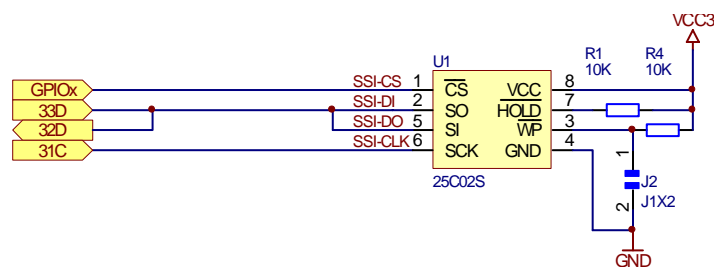 VCC3
U1
R1
R4
10K
10K
GPIOx
SSI-CS
1
CS
VCC
8
33D
SSI-DI
2
SO
HOLD
7
32D
SSI-DO
5
SI
WP
3
31C
SSI-CLK
6
SCK
GND
4
25C02S
1
J2
J1X2
2
GND